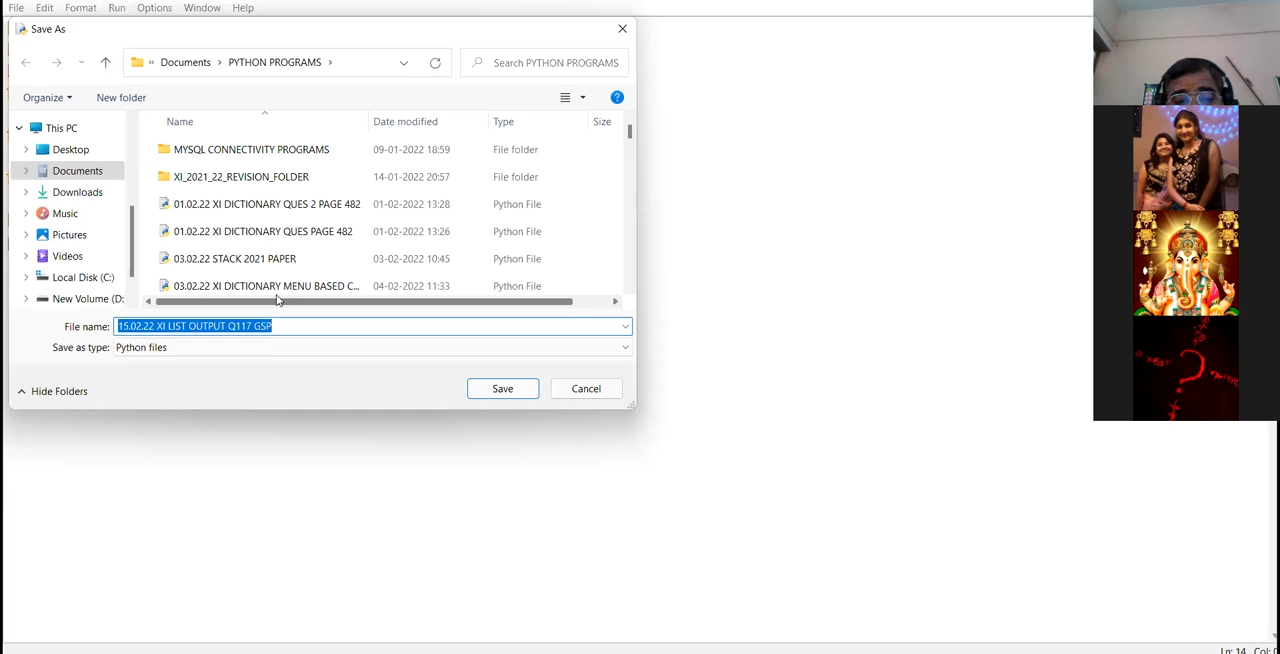 File Edit Format Run Options Window Help
Save As
« Documents › PYTHON PROGRAMS ›
Search PYTHON PROGRAMS
Organize
New folder
Name
Date modified
Type
Size
This PC
Desktop
Documents
Downloads
Music
Pictures
Videos
Local Disk (C:)
New Volume (D:
MYSQL CONNECTIVITY PROGRAMS 09-01-2022 18:59 File folder
XI_2021_22_REVISION_FOLDER 14-01-2022 20:57 File folder
01.02.22 XI DICTIONARY QUES 2 PAGE 482 01-02-2022 13:28 Python File
01.02.22 XI DICTIONARY QUES PAGE 482 01-02-2022 13:26 Python File
03.02.22 STACK 2021 PAPER 03-02-2022 10:45 Python File
03.02.22 XI DICTIONARY MENU BASED C... 04-02-2022 11:33 Python File
File name: 15.02.22 XI LIST OUTPUT Q117 GSP
Save as type: Python files
Hide Folders
Save
Cancel
Ln: 14 Col: